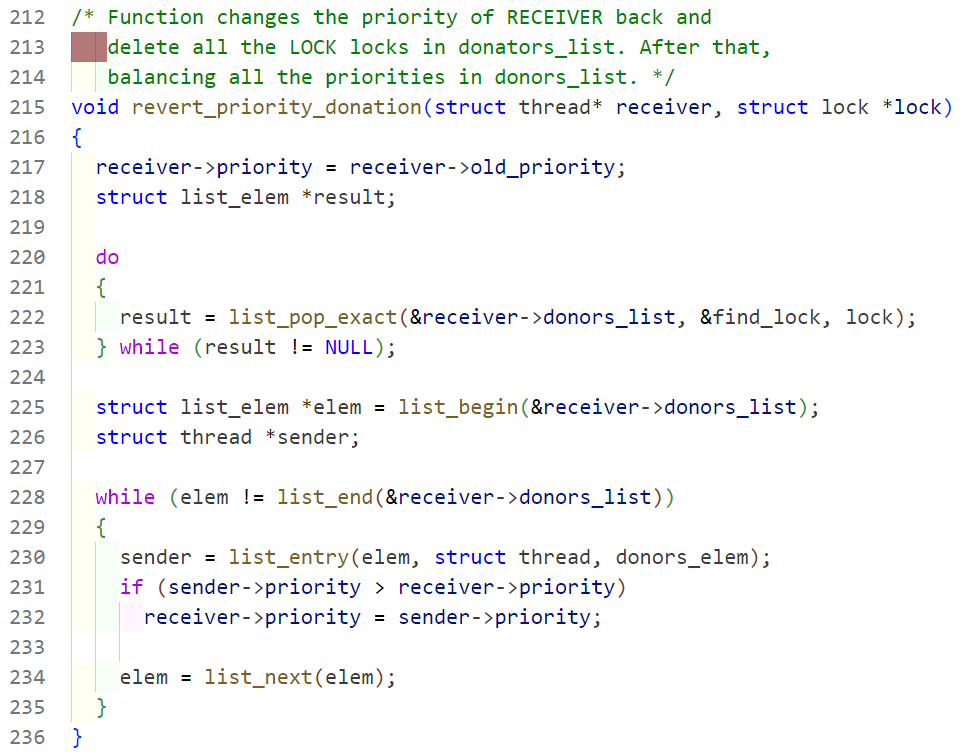 212 /* Function changes the priority of RECEIVER back and
213    delete all the LOCK locks in donators_list. After that,
214    balancing all the priorities in donors_list. */
215 void revert_priority_donation(struct thread* receiver, struct lock *lock)
216 {
217   receiver->priority = receiver->old_priority;
218   struct list_elem *result;
219
220   do
221   {
222     result = list_pop_exact(&receiver->donors_list, &find_lock, lock);
223   } while (result != NULL);
224
225   struct list_elem *elem = list_begin(&receiver->donors_list);
226   struct thread *sender;
227
228   while (elem != list_end(&receiver->donors_list))
229   {
230     sender = list_entry(elem, struct thread, donors_elem);
231     if (sender->priority > receiver->priority)
232       receiver->priority = sender->priority;
233
234     elem = list_next(elem);
235   }
236 }